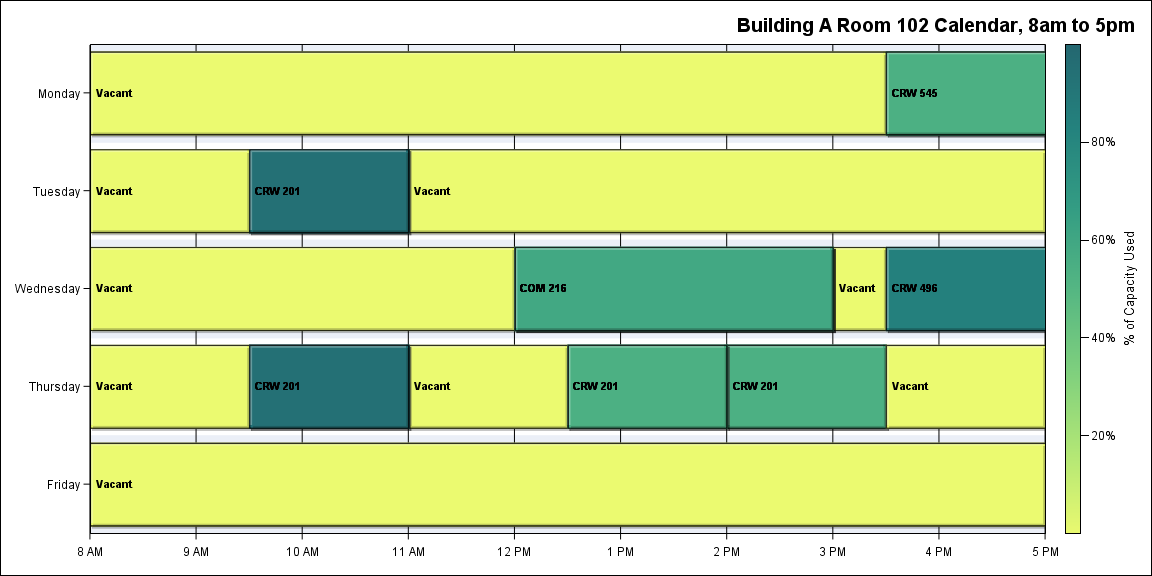 Building A Room 102 Calendar, 8am to 5pm
Monday
Vacant
CRW 545
Tuesday
Vacant
CRW 201
Vacant
Wednesday
Vacant
COM 216
Vacant
CRW 496
Thursday
Vacant
CRW 201
Vacant
CRW 201
CRW 201
Vacant
Friday
Vacant
8 AM
9 AM
10 AM
11 AM
12 PM
1 PM
2 PM
3 PM
4 PM
5 PM
80%
60%
40%
20%
% of Capacity Used